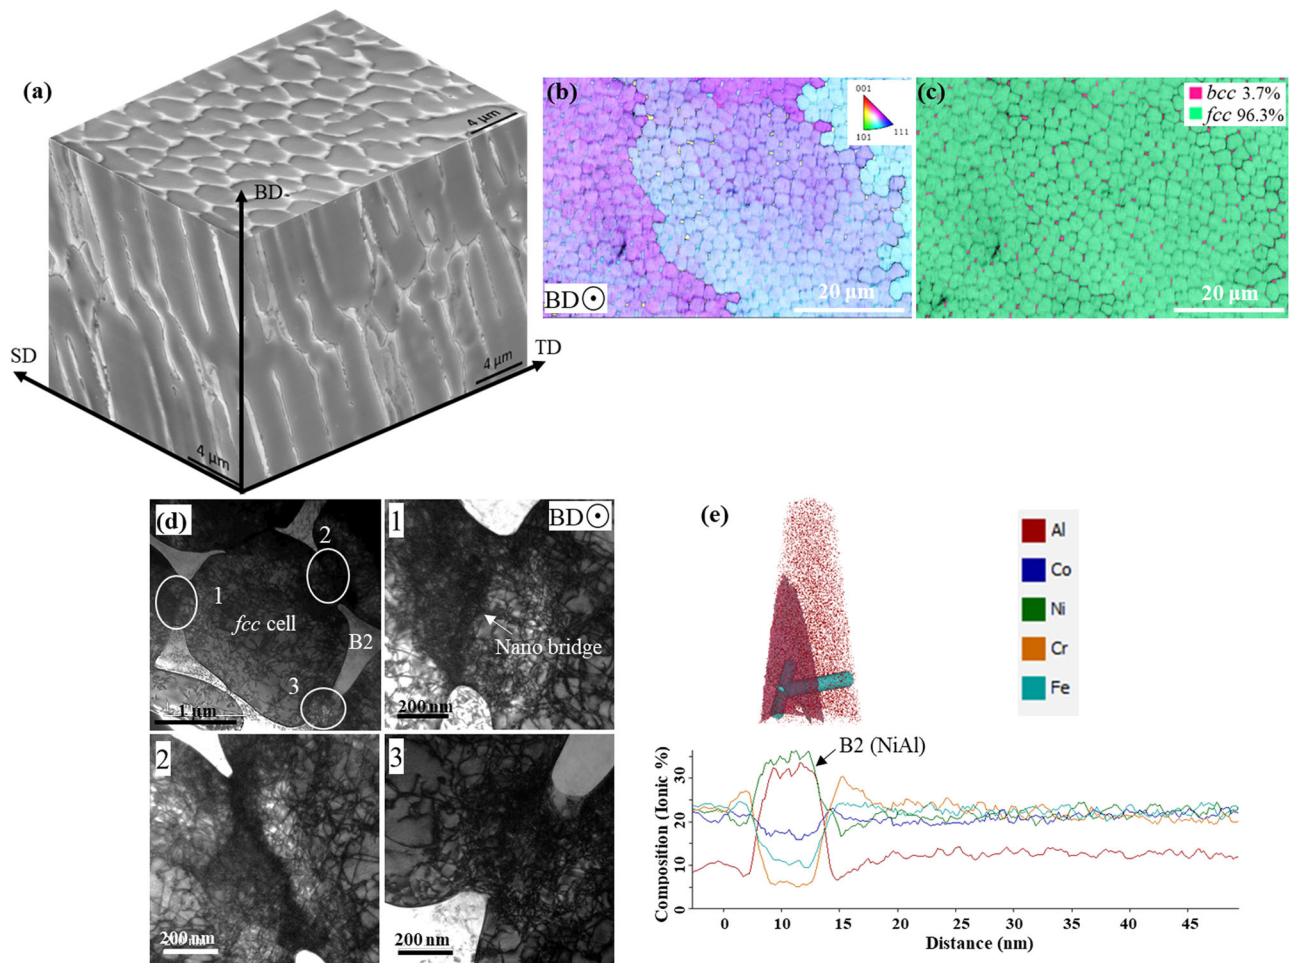 (a)
4 µm
BD
SD
TD
4 µm
4 µm
(b)
001
101
111
BD
20 µm
(c)
bcc 3.7%
fcc 96.3%
20 µm
(d)
2
1
fcc cell
B2
3
1 µm
1
BD
Nano bridge
200 nm
2
200 nm
3
200 nm
(e)
Al
Co
Ni
Cr
Fe
B2 (NiAl)
Composition (Ionic %)
30
20
10
0
0 5 10 15 20 25 30 35 40 45
Distance (nm)